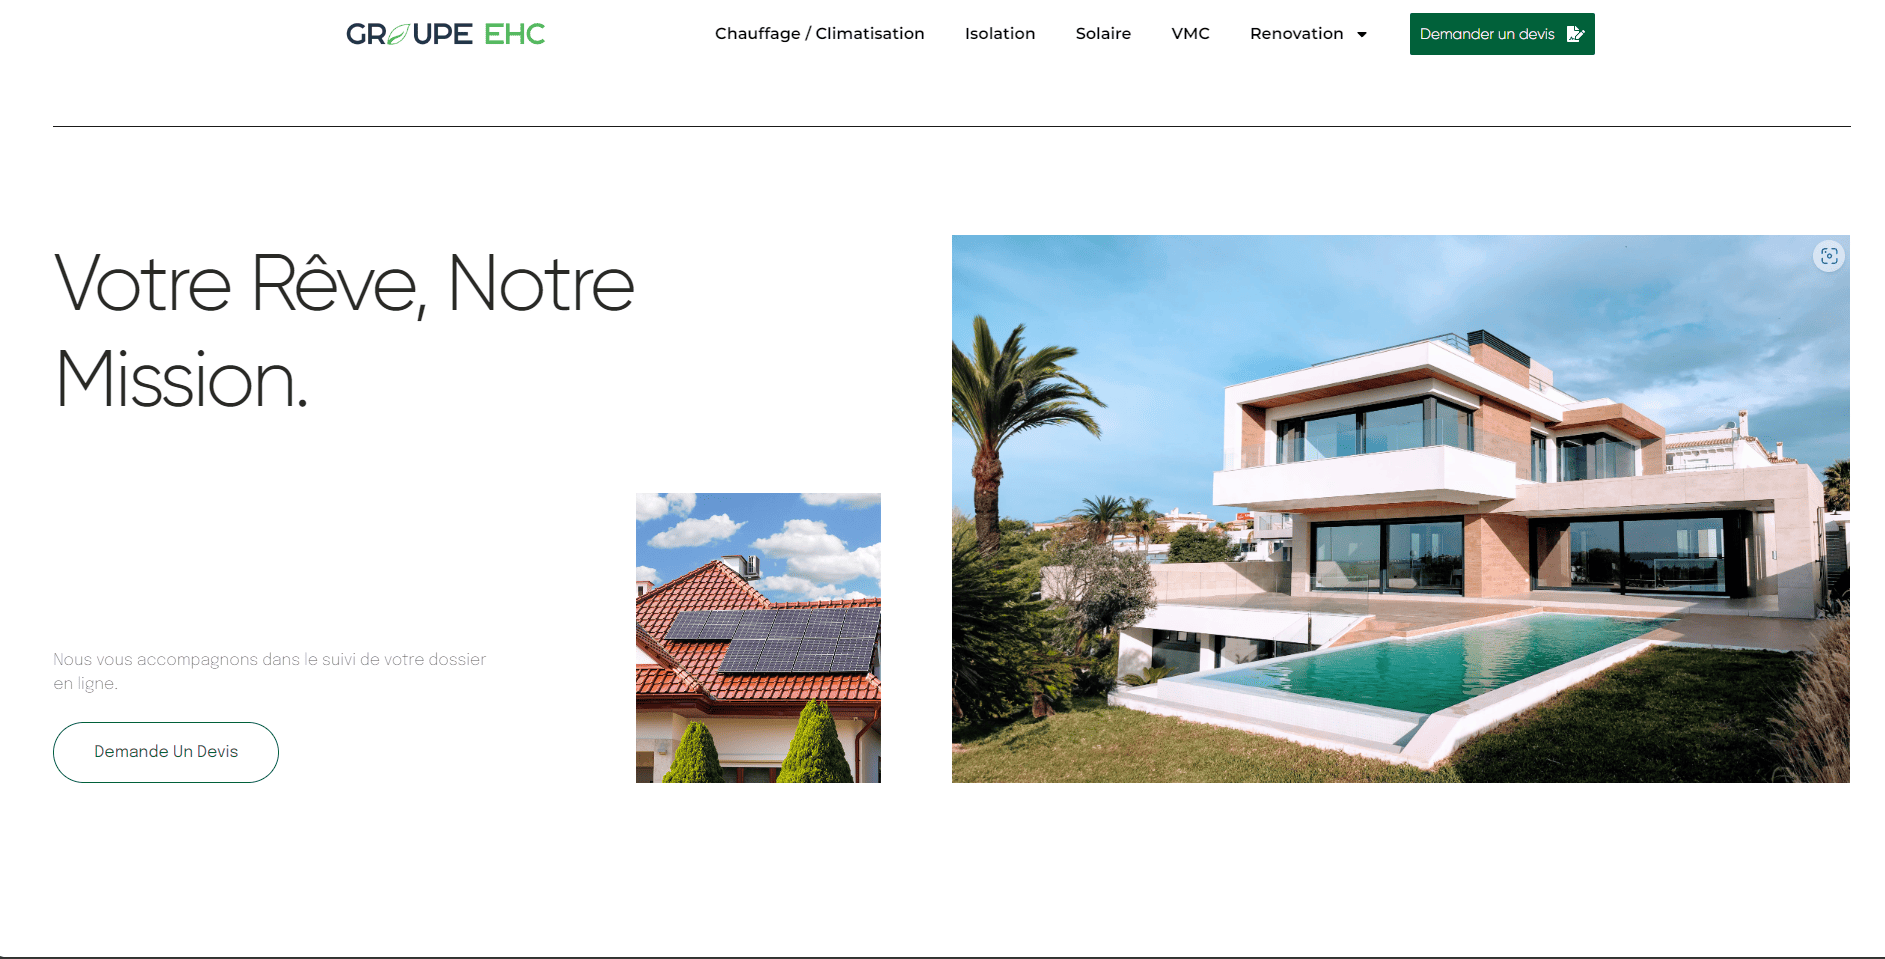 GROUPE EHC
Chauffage / Climatisation
Isolation
Solaire
VMC
Renovation
Demander un devis
Votre Rêve, Notre
Mission.
Nous vous accompagnons dans le suivi de votre dossier
en ligne.
Demande Un Devis